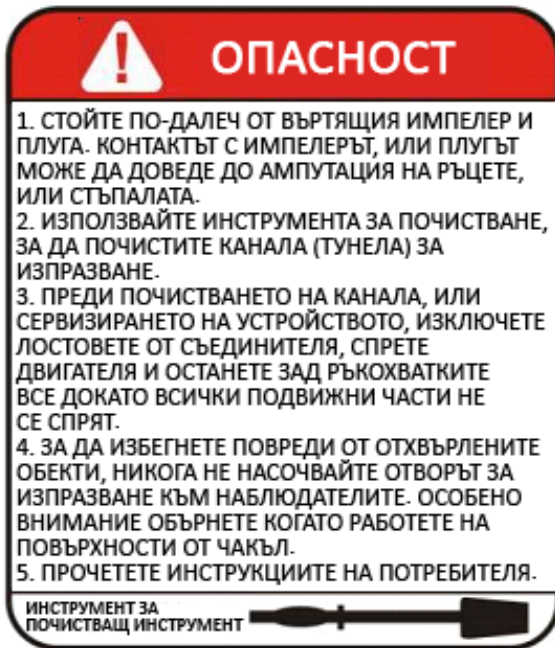 ОПАСНОСТ
1. СТОЙТЕ ПО-ДАЛЕЧ ОТ ВЪРТЯЩИЯ ИМПЕЛЕР И
ПЛУГА. КОНТАКТЪТ С ИМПЕЛЕРЪТ, ИЛИ ПЛУГЪТ
МОЖЕ ДА ДОВЕДЕ ДО АМПУТАЦИЯ НА РЪЦЕТЕ,
ИЛИ СТЪПАЛАТА.
2. ИЗПОЛЗВАЙТЕ ИНСТРУМЕНТА ЗА ПОЧИСТВАНЕ,
ЗА ДА ПОЧИСТИТЕ КАНАЛА (ТУНЕЛА) ЗА
ИЗПРАЗВАНЕ.
3. ПРЕДИ ПОЧИСТВАНЕТО НА КАНАЛА, ИЛИ
СЕРВИЗИРАНЕТО НА УСТРОЙСТВОТО, ИЗКЛЮЧЕТЕ
ЛОСТОВЕТЕ ОТ СЪЕДИНИТЕЛЯ, СПРЕТЕ
ДВИГАТЕЛЯ И ОСТАНЕТЕ ЗАД РЪКОХВАТКИТЕ
ВСЕ ДОКАТО ВСИЧКИ ПОДВИЖНИ ЧАСТИ НЕ
СЕ СПРЯТ.
4. ЗА ДА ИЗБЕГНЕТЕ ПОВРЕДИ ОТ ОТХВЪРЛЕНИТЕ
ОБЕКТИ, НИКОГА НЕ НАСОЧВАЙТЕ ОТВОРЪТ ЗА
ИЗПРАЗВАНЕ КЪМ НАБЛЮДАТЕЛИТЕ. ОСОБЕНО
ВНИМАНИЕ ОБЪРНЕТЕ КОГАТО РАБОТЕТЕ НА
ПОВЪРХНОСТИ ОТ ЧАКЪЛ.
5. ПРОЧЕТЕТЕ ИНСТРУКЦИИТЕ НА ПОТРЕБИТЕЛЯ.
ИНСТРУМЕНТ ЗА
ПОЧИСТВАЩ ИНСТРУМЕНТ